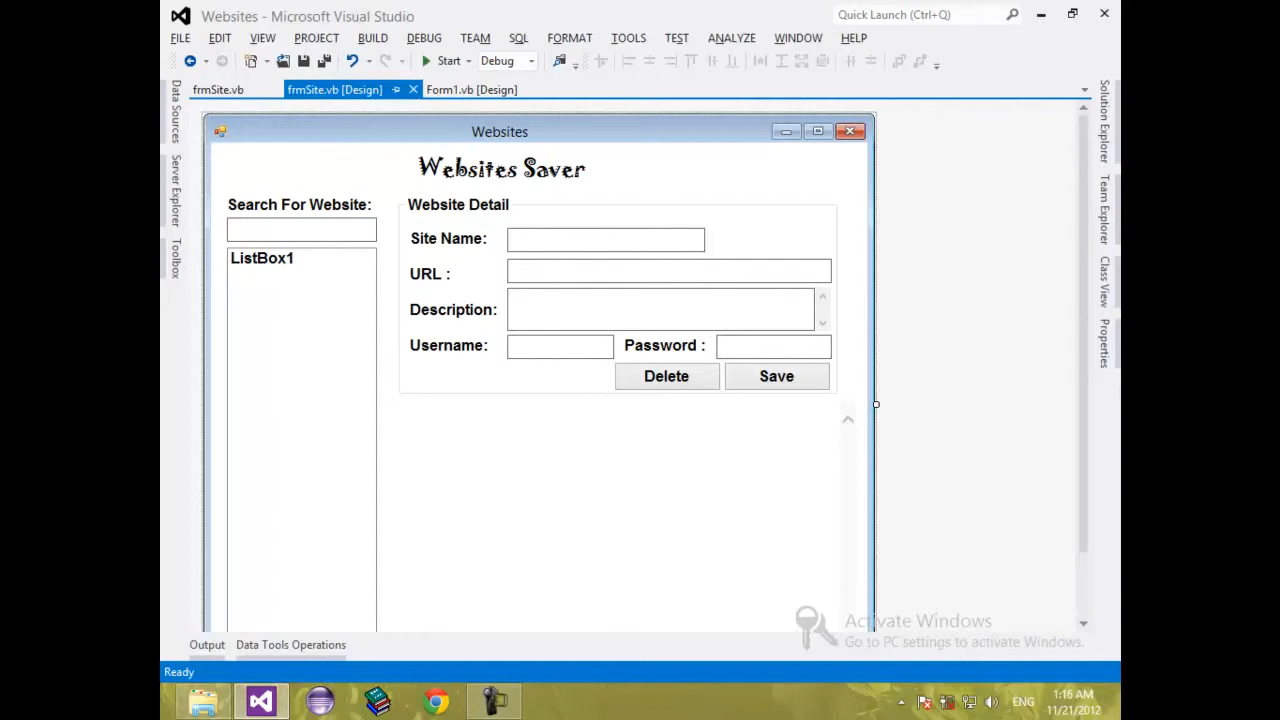 Websites - Microsoft Visual Studio
Quick Launch (Ctrl+Q)
FILE EDIT VIEW PROJECT BUILD DEBUG TEAM SQL FORMAT TOOLS TEST ANALYZE WINDOW HELP
Start Debug
frmSite.vb frmSite.vb [Design] Form1.vb [Design]
Data Sources
Server Explorer
Toolbox
Websites
Websites Saver
Search For Website:
ListBox1
Website Detail
Site Name:
URL :
Description:
Username: Password :
Delete Save
Solution Explorer
Team Explorer
Class View
Properties
Activate Windows
Go to PC settings to activate Windows.
Output Data Tools Operations
Ready
ENG
1:16 AM
11/21/2012